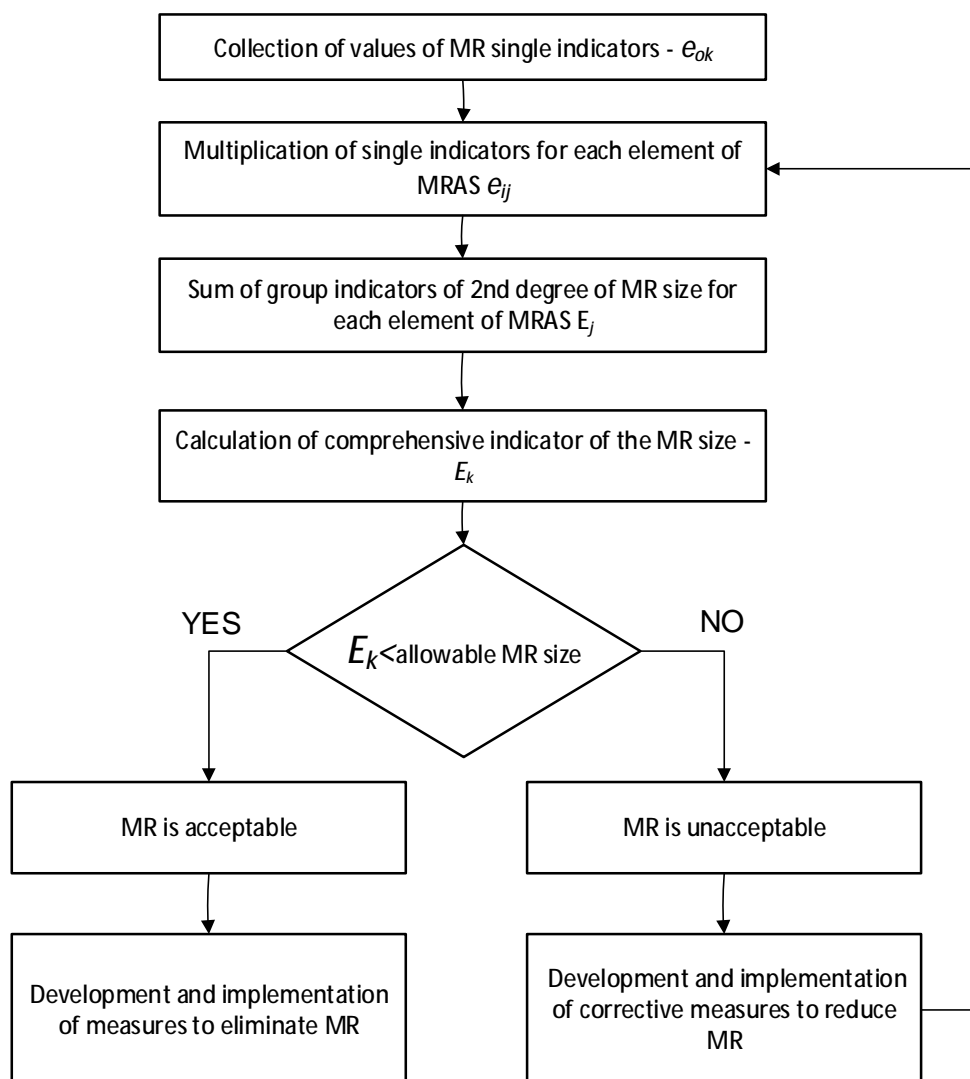 Collection of values of MR single indicators - eok
Multiplication of single indicators for each element of
MRAS eij
Sum of group indicators of 2nd degree of MR size for
each element of MRAS Ej
Calculation of comprehensive indicator of the MR size -
Ek
YES
NO
Ek<allowable MR size
MR is acceptable
MR is unacceptable
Development and implementation
of measures to eliminate MR
Development and implementation
of corrective measures to reduce
MR